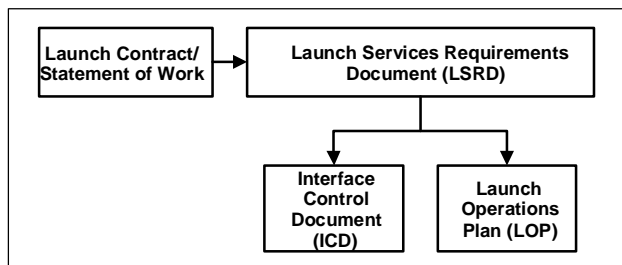 Launch Contract/
Statement of Work
Launch Services Requirements
Document (LSRD)
Interface
Control
Document
(ICD)
Launch
Operations
Plan (LOP)